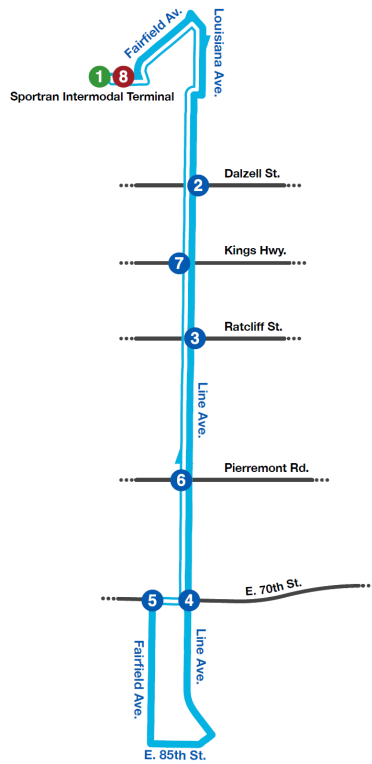 Fairfield Av.
Louisiana Ave.
1 8
Sportran Intermodal Terminal
Dalzell St.
2
Kings Hwy.
7
Ratcliff St.
3
Line Ave.
Pierremont Rd.
6
E. 70th St.
5 4
Fairfield Ave.
Line Ave.
E. 85th St.